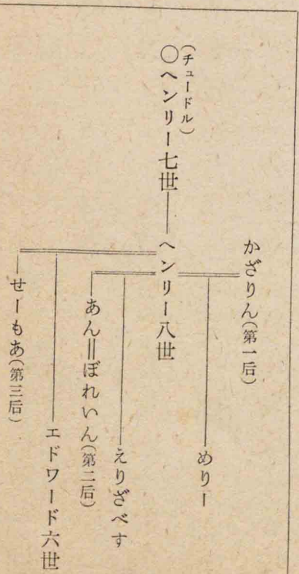 かざりん(第一后)
めりー
(チュードル)
○ヘンリー七世――ヘンリー八世
えりざべす
あん‖ぼれいん(第二后)
エドワード六世
せーもあ(第三后)